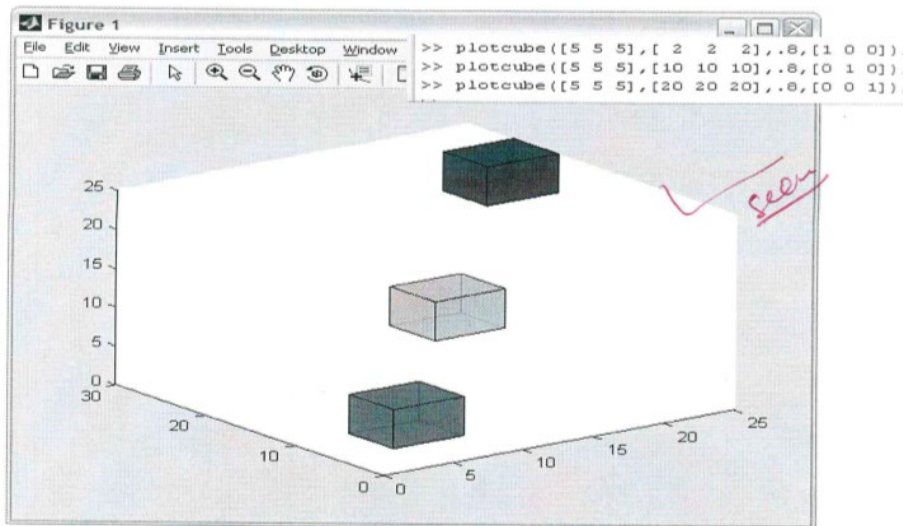 Figure 1
File Edit View Insert Tools Desktop Window
>> plotcube([5 5 5],[ 2 2 2],.8,[1 0 0])
>> plotcube([5 5 5],[10 10 10],.8,[0 1 0])
>> plotcube([5 5 5],[20 20 20],.8,[0 0 1])
seen
25
20
15
10
5
0
30
20
10
0
0
5
10
15
20
25